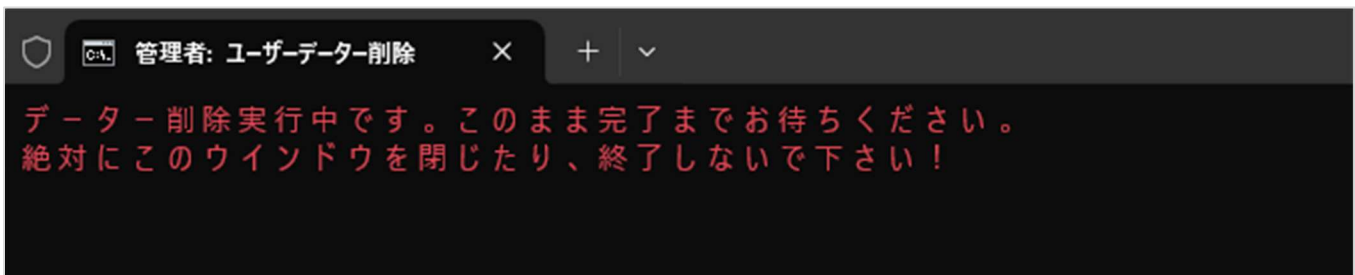 管理者: ユーザーデーター削除
データー削除実行中です。このまま完了までお待ちください。
絶対にこのウインドウを閉じたり、終了しないで下さい！